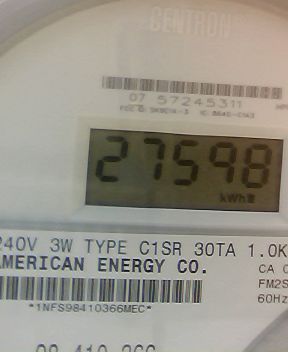 CENTRON
07 57245311
27598
kWh
240V 3W TYPE C1SR 30TA 1.0K
AMERICAN ENERGY CO.
CA
FM2S
60Hz
*1NFS98410366MEC*